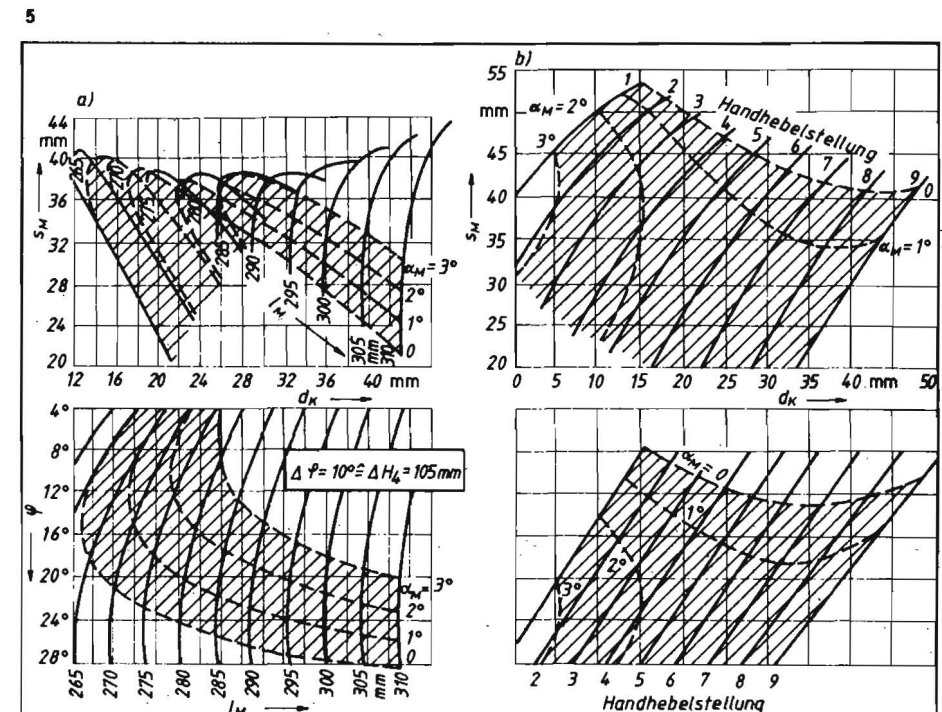 5
a)
44
mm
40
36
32
28
24
20
s_M
265
270
275
280
285
290
295
300
305
mm
310
l_M
α_M = 3°
2°
1°
0
12 16 20 24 28 32 36 40 mm
d_K
b)
55
mm
50
45
40
35
30
25
20
s_M
α_M = 2°
3°
1 2 3 4 5 6 7 8 9
Handhebelstellung
0
α_M = 1°
0 5 10 15 20 25 30 35 40 mm 50
d_K
4°
8°
12°
16°
20°
24°
28°
φ
Δ φ = 10° ≙ Δ H₄ = 105 mm
α_M = 3°
2°
1°
0
265 270 275 280 285 290 295 300 305 mm 310
l_M
α_M = 0
1°
2°
3°
2 3 4 5 6 7 8 9
Handhebelstellung